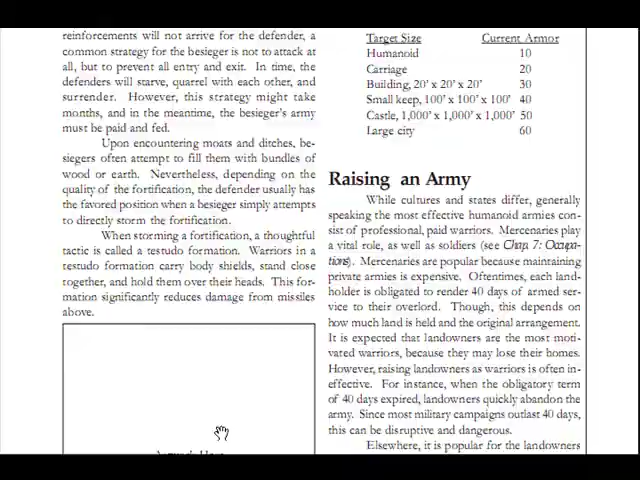 reinforcements will not arrive for the defender, a
common strategy for the besieger is not to attack at
all, but to prevent all entry and exit. In time, the
defenders will starve, quarrel with each other, and
surrender. However, this strategy might take
months, and in the meantime, the besieger's army
must be paid and fed.
Upon encountering moats and ditches, be-
siegers often attempt to fill them with bundles of
wood or earth. Nevertheless, depending on the
quality of the fortification, the defender usually has
the favored position when a besieger simply attempts
to directly storm the fortification.
When storming a fortification, a thoughtful
tactic is called a testudo formation. Warriors in a
testudo formation carry body shields, stand close
together, and hold them over their heads. This for-
mation significantly reduces damage from missiles
above.
Target Size Current Armor
Humanoid 10
Carriage 20
Building, 20' x 20' x 20' 30
Small keep, 100' x 100' x 100' 40
Castle, 1,000' x 1,000' x 1,000' 50
Large city 60
Raising an Army
While cultures and states differ, generally
speaking the most effective humanoid armies con-
sist of professional, paid warriors. Mercenaries play
a vital role, as well as soldiers (see Chap. 7: Occupa-
tions). Mercenaries are popular because maintaining
private armies is expensive. Oftentimes, each land-
holder is obligated to render 40 days of armed ser-
vice to their overlord. Though, this depends on
how much land is held and the original arrangement.
It is expected that landowners are the most moti-
vated warriors, because they may lose their homes.
However, raising landowners as warriors is often in-
effective. For instance, when the obligatory term
of 40 days expired, landowners quickly abandon the
army. Since most military campaigns outlast 40 days,
this can be disruptive and dangerous.
Elsewhere, it is popular for the landowners